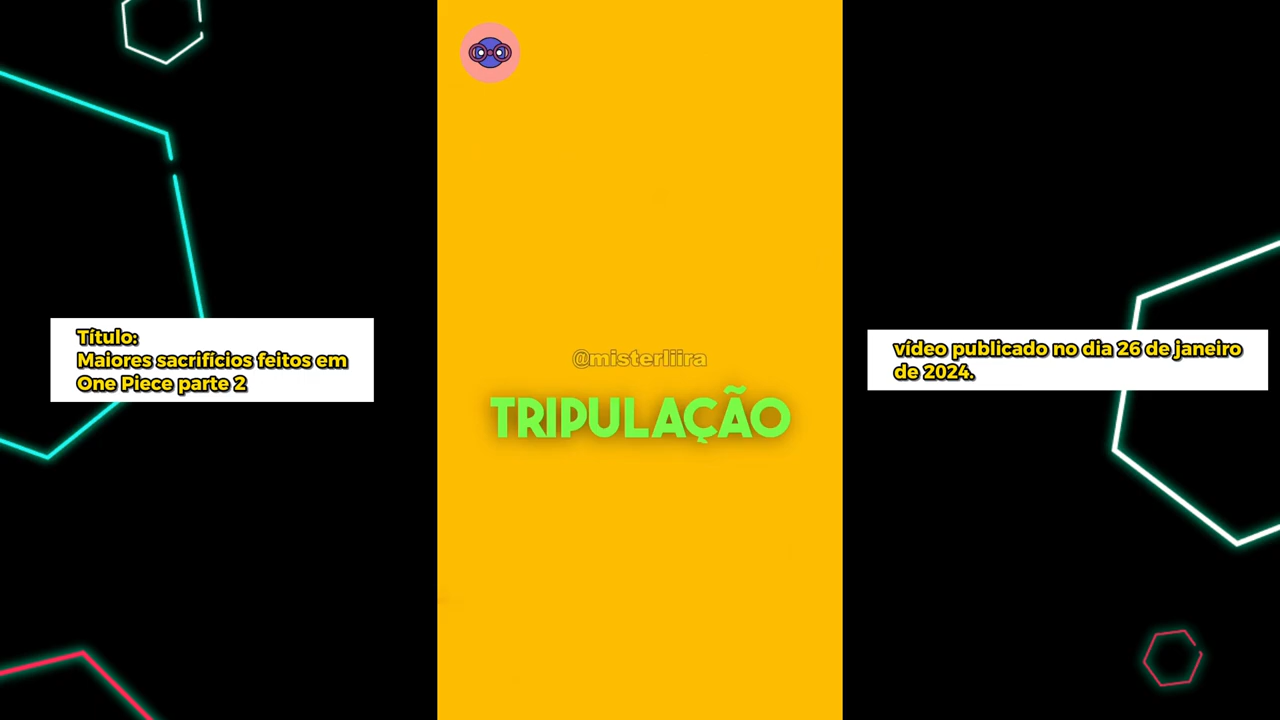 Título:
Maiores sacrifícios feitos em
One Piece parte 2
@misterliira
TRIPULAÇÃO
vídeo publicado no dia 26 de janeiro
de 2024.